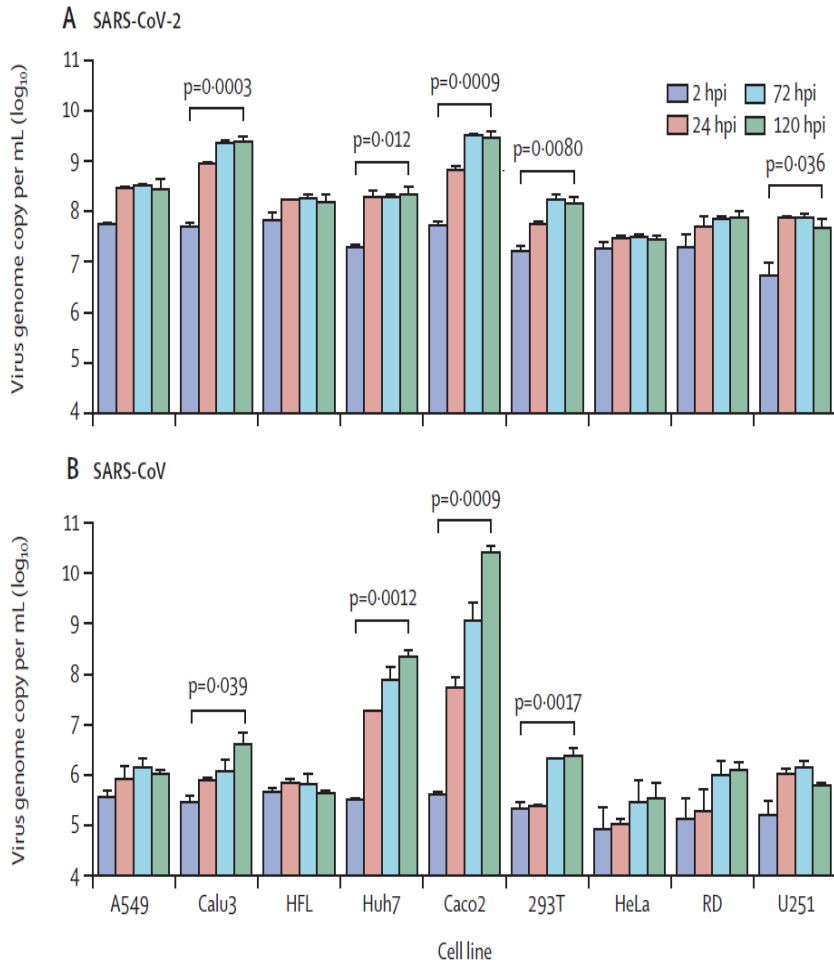 A SARS-CoV-2
Virus genome copy per mL (log₁₀)
11
10
9
8
7
6
5
4
p=0·0003
p=0·012
p=0·0009
p=0·0080
p=0·036
2 hpi 72 hpi
24 hpi 120 hpi
B SARS-CoV
Virus genome copy per mL (log₁₀)
11
10
9
8
7
6
5
4
p=0·039
p=0·0012
p=0·0009
p=0·0017
A549 Calu3 HFL Huh7 Caco2 293T HeLa RD U251
Cell line